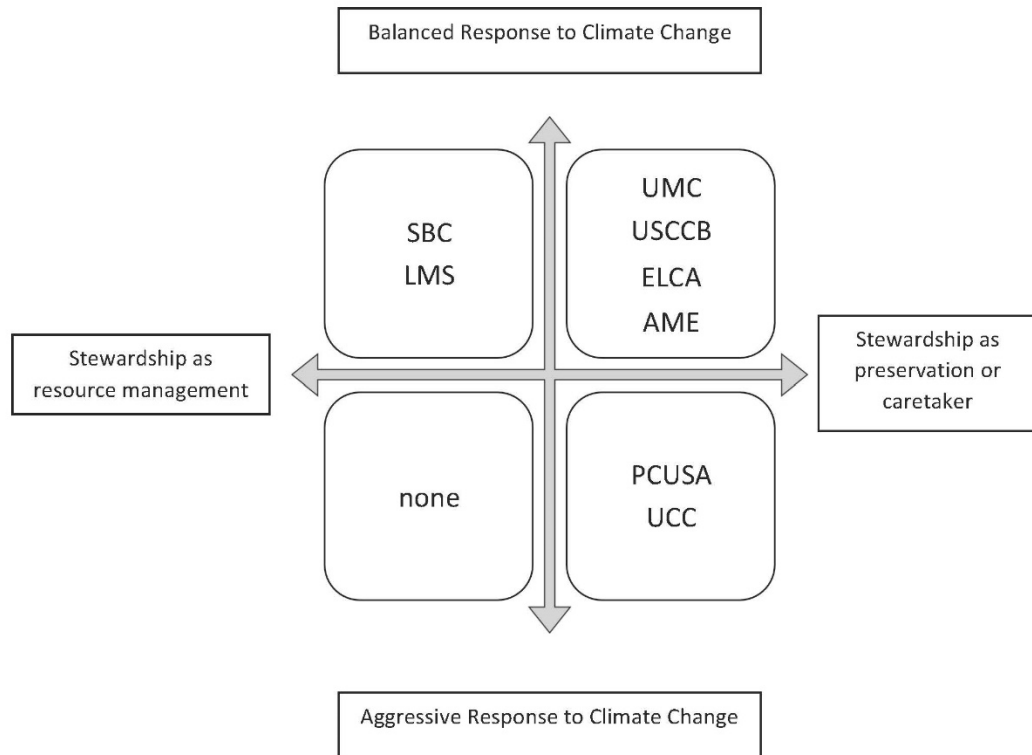 Balanced Response to Climate Change
SBC
LMS
UMC
USCCB
ELCA
AME
Stewardship as
resource management
Stewardship as
preservation or
caretaker
none
PCUSA
UCC
Aggressive Response to Climate Change